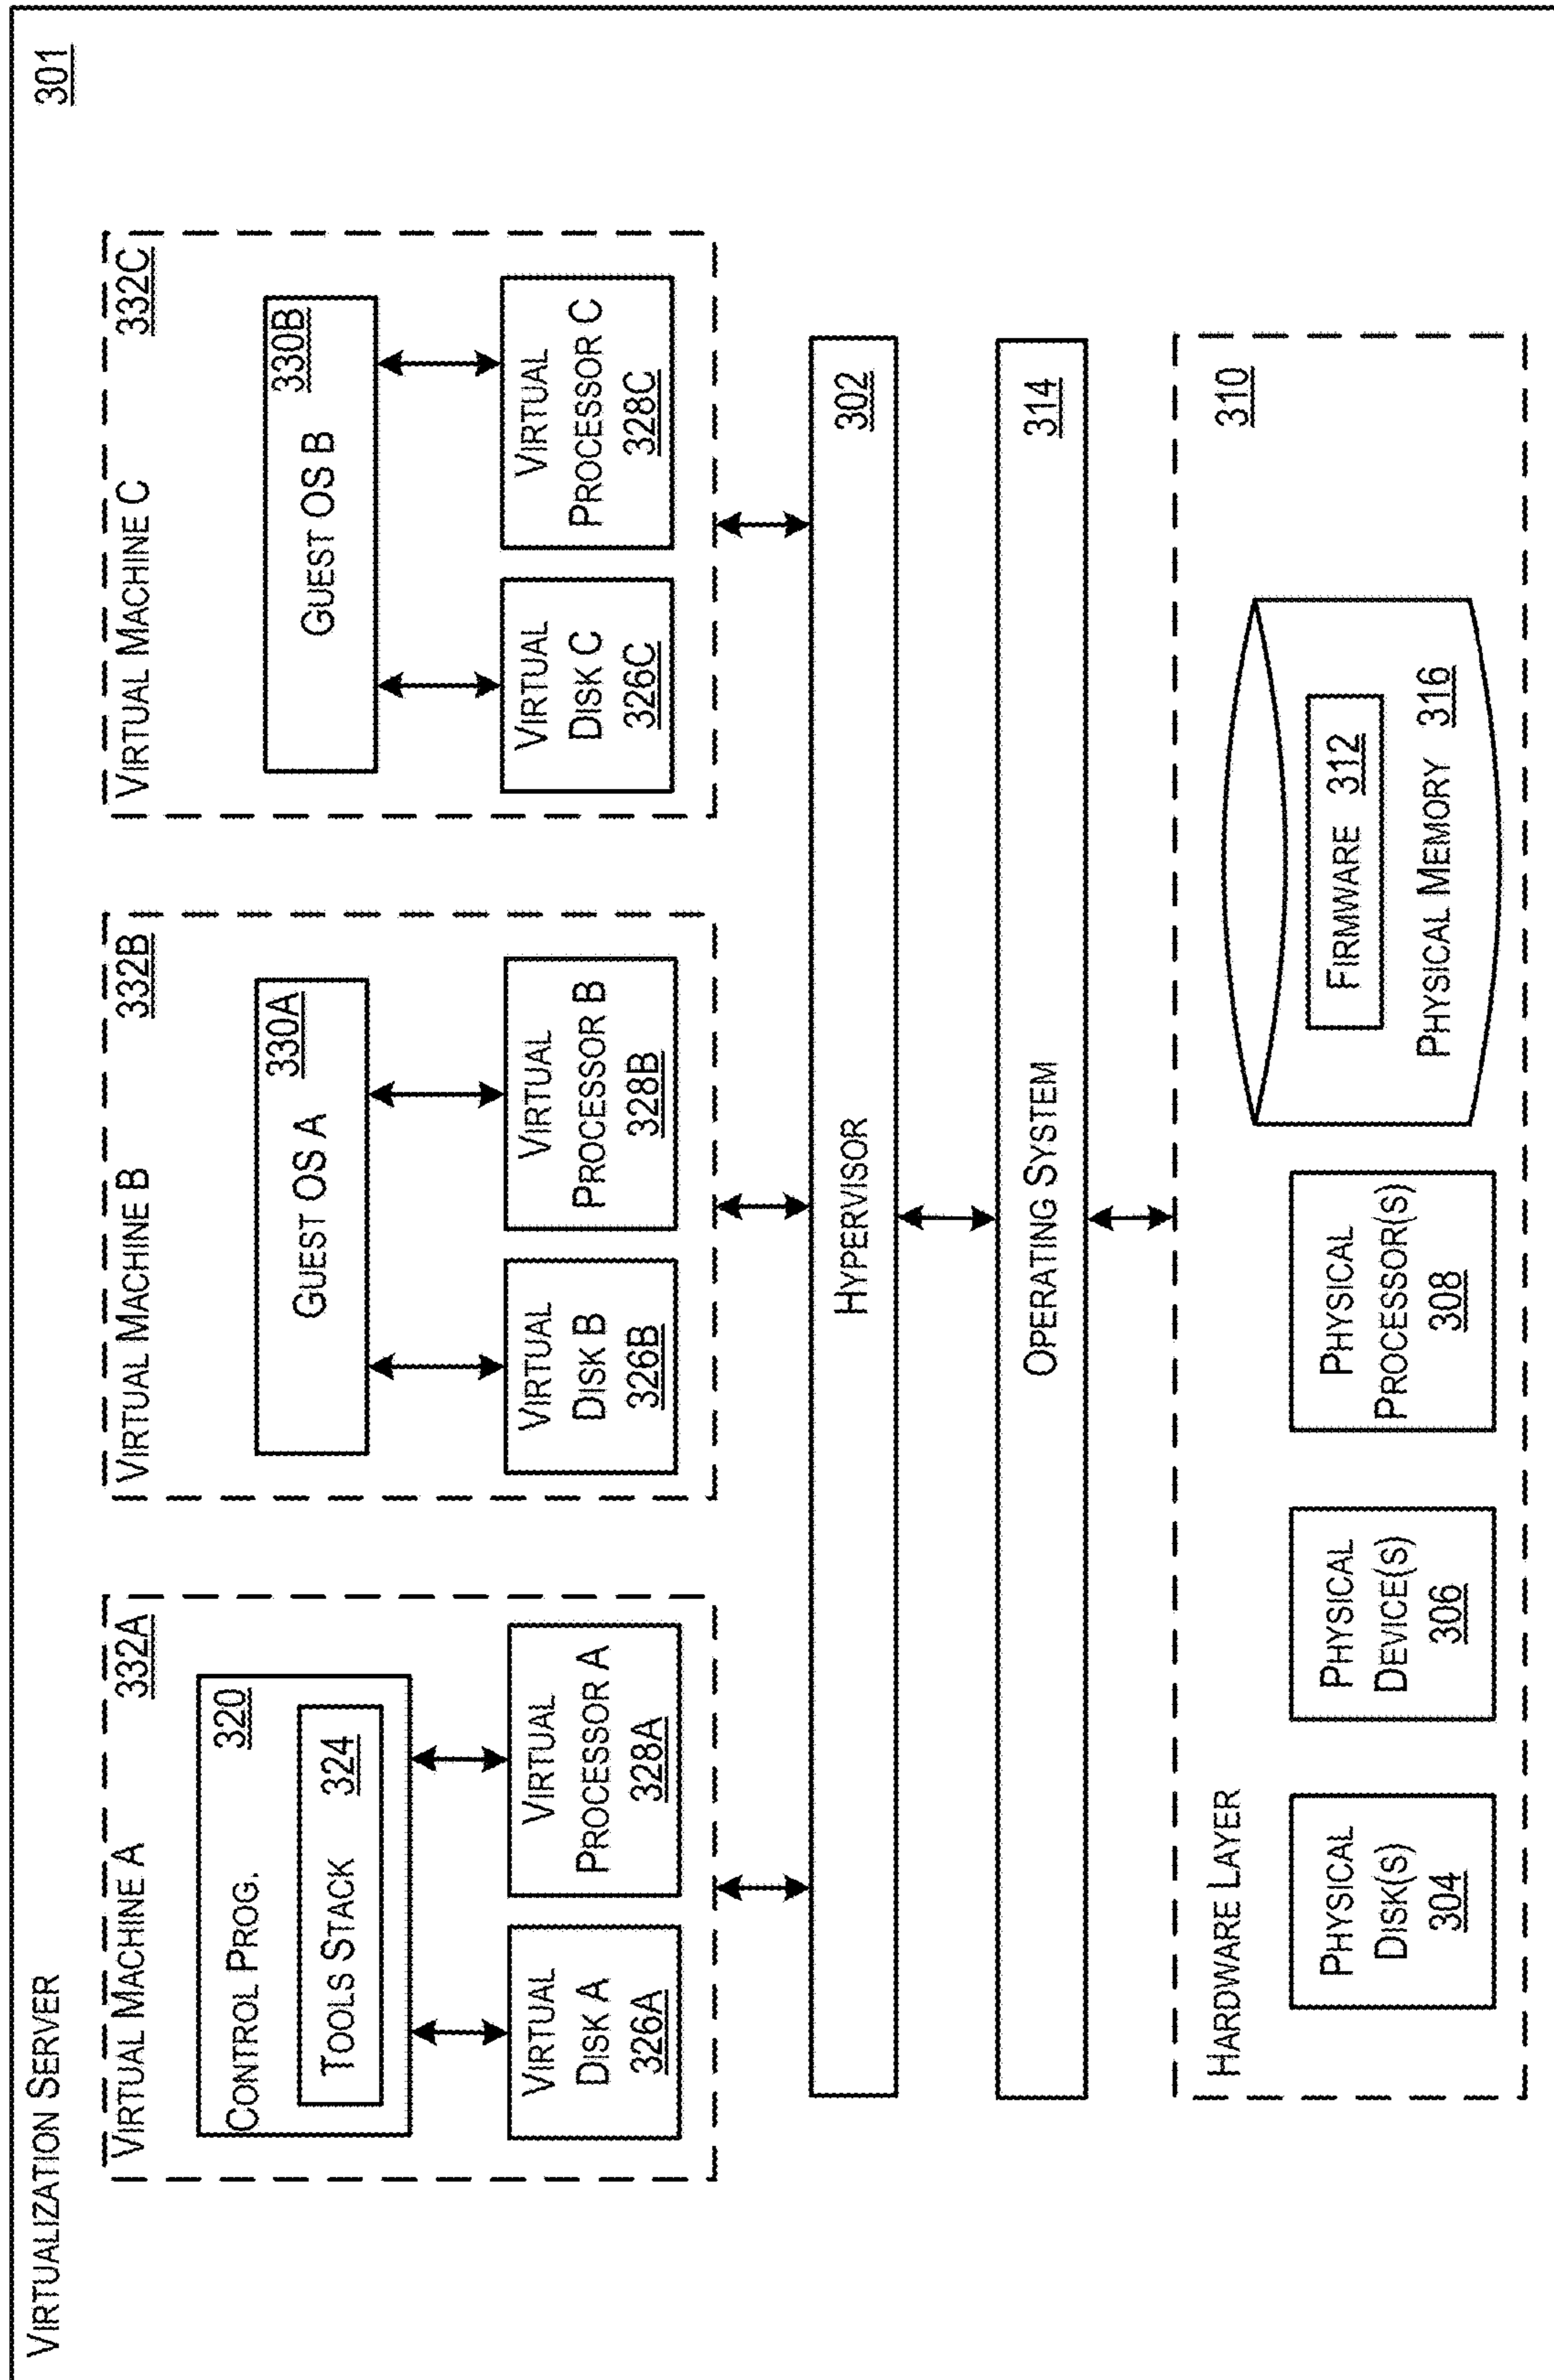 VIRTUALIZATION SERVER
301
VIRTUAL MACHINE A
332A
CONTROL PROG.
320
TOOLS STACK
324
VIRTUAL
DISK A
326A
VIRTUAL
PROCESSOR A
328A
VIRTUAL MACHINE B
332B
GUEST OS A
330A
VIRTUAL
DISK B
326B
VIRTUAL
PROCESSOR B
328B
VIRTUAL MACHINE C
332C
GUEST OS B
330B
VIRTUAL
DISK C
326C
VIRTUAL
PROCESSOR C
328C
HYPERVISOR
302
OPERATING SYSTEM
314
HARDWARE LAYER
310
PHYSICAL
DISK(S)
304
PHYSICAL
DEVICE(S)
306
PHYSICAL
PROCESSOR(S)
308
FIRMWARE 312
PHYSICAL MEMORY 316